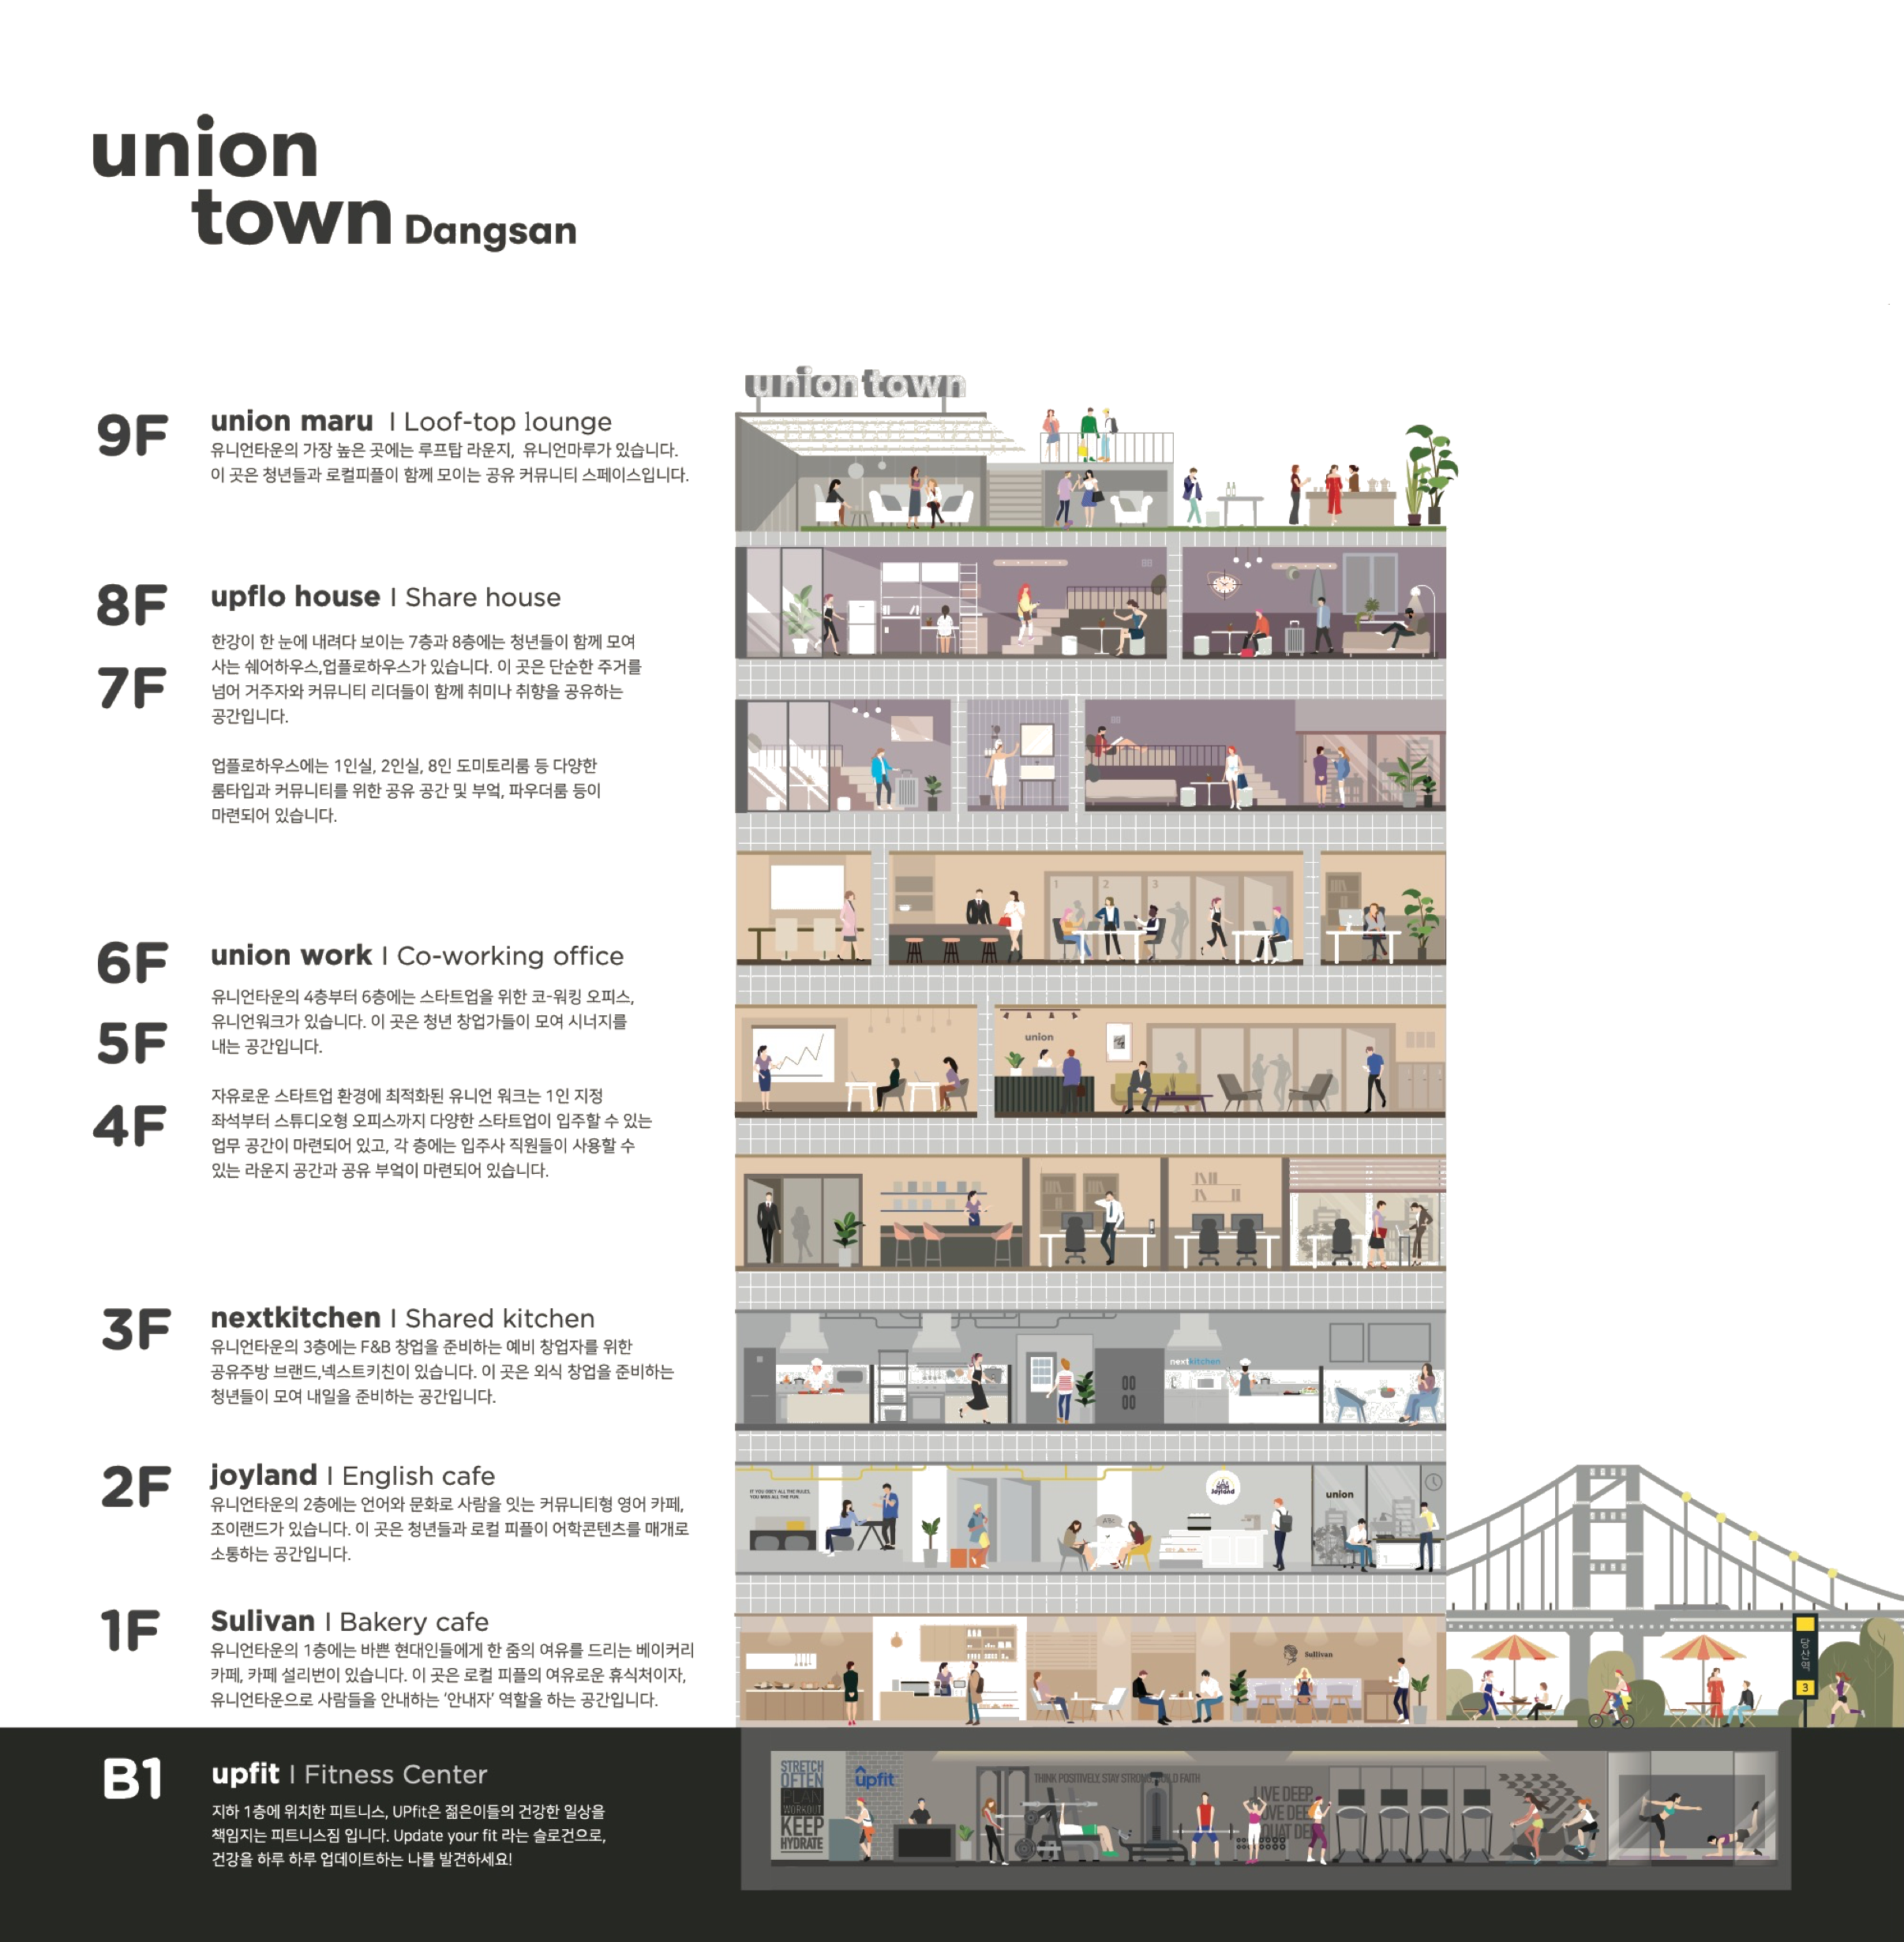 union
town Dangsan
union town
9F
union maru | Loof-top lounge
유니언타운의 가장 높은 곳에는 루프탑 라운지, 유니언마루가 있습니다.
이 곳은 청년들과 로컬피플이 함께 모이는 공유 커뮤니티 스페이스입니다.
8F
7F
upflo house | Share house
한강이 한 눈에 내려다 보이는 7층과 8층에는 청년들이 함께 모여
사는 쉐어하우스,업플로하우스가 있습니다. 이 곳은 단순한 주거를
넘어 거주자와 커뮤니티 리더들이 함께 취미나 취향을 공유하는
공간입니다.
업플로하우스에는 1인실, 2인실, 8인 도미토리룸 등 다양한
룸타입과 커뮤니티를 위한 공유 공간 및 부엌, 파우더룸 등이
마련되어 있습니다.
6F
5F
4F
union work | Co-working office
유니언타운의 4층부터 6층에는 스타트업을 위한 코-워킹 오피스,
유니언워크가 있습니다. 이 곳은 청년 창업가들이 모여 시너지를
내는 공간입니다.
자유로운 스타트업 환경에 최적화된 유니언 워크는 1인 지정
좌석부터 스튜디오형 오피스까지 다양한 스타트업이 입주할 수 있는
업무 공간이 마련되어 있고, 각 층에는 입주사 직원들이 사용할 수
있는 라운지 공간과 공유 부엌이 마련되어 있습니다.
1 2 3
union
3F
nextkitchen | Shared kitchen
유니언타운의 3층에는 F&B 창업을 준비하는 예비 창업자를 위한
공유주방 브랜드,넥스트키친이 있습니다. 이 곳은 외식 창업을 준비하는
청년들이 모여 내일을 준비하는 공간입니다.
nextkitchen
2F
joyland | English cafe
유니언타운의 2층에는 언어와 문화로 사람을 잇는 커뮤니티형 영어 카페,
조이랜드가 있습니다. 이 곳은 청년들과 로컬 피플이 어학콘텐츠를 매개로
소통하는 공간입니다.
IF YOU OBEY ALL THE RULES,
YOU MISS ALL THE FUN.
ABC
Joyland
union
1F
Sulivan | Bakery cafe
유니언타운의 1층에는 바쁜 현대인들에게 한 줌의 여유를 드리는 베이커리
카페, 카페 설리번이 있습니다. 이 곳은 로컬 피플의 여유로운 휴식처이자,
유니언타운으로 사람들을 안내하는 ‘안내자’ 역할을 하는 공간입니다.
Sullivan
당산역
3
B1
upfit | Fitness Center
지하 1층에 위치한 피트니스, UPfit은 젊은이들의 건강한 일상을
책임지는 피트니스짐 입니다. Update your fit 라는 슬로건으로,
건강을 하루 하루 업데이트하는 나를 발견하세요!
STRETCH
OFTEN
PLAN
WORKOUT
KEEP
HYDRATE
upfit
THINK POSITIVELY, STAY STRONG, FAITH
LIVE DEEP